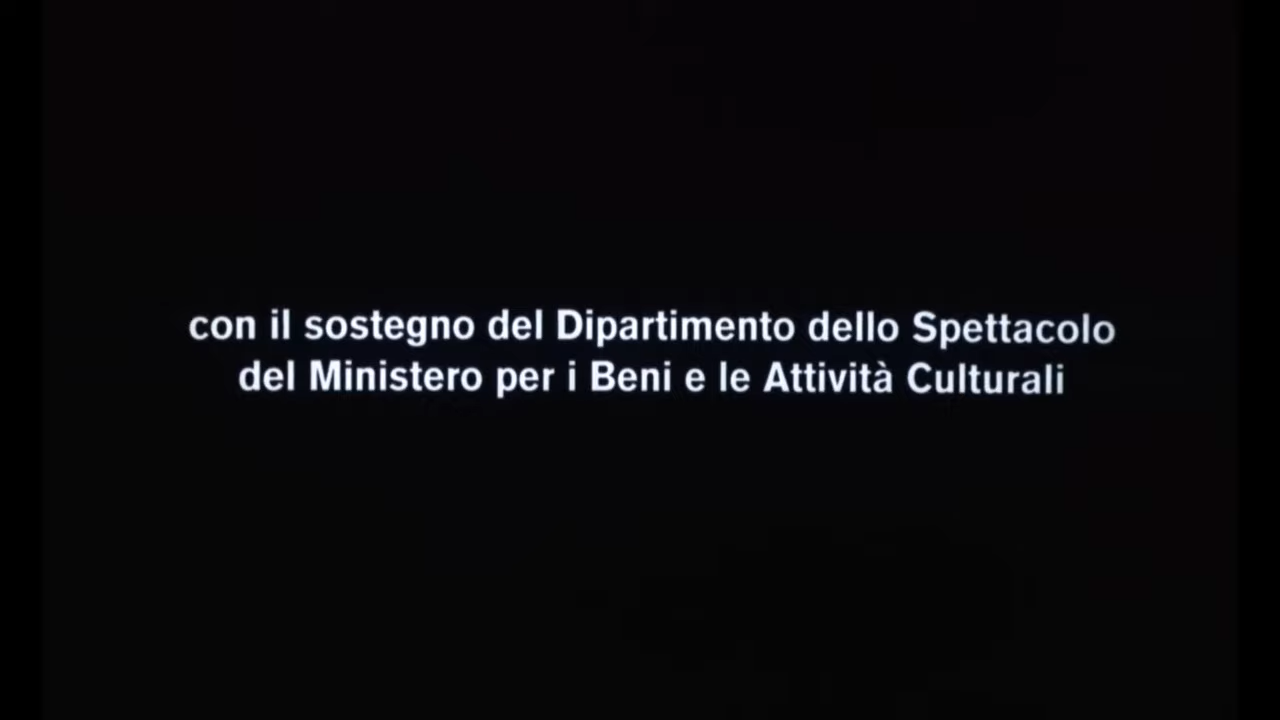 con il sostegno del Dipartimento dello Spettacolo
del Ministero per i Beni e le Attività Culturali